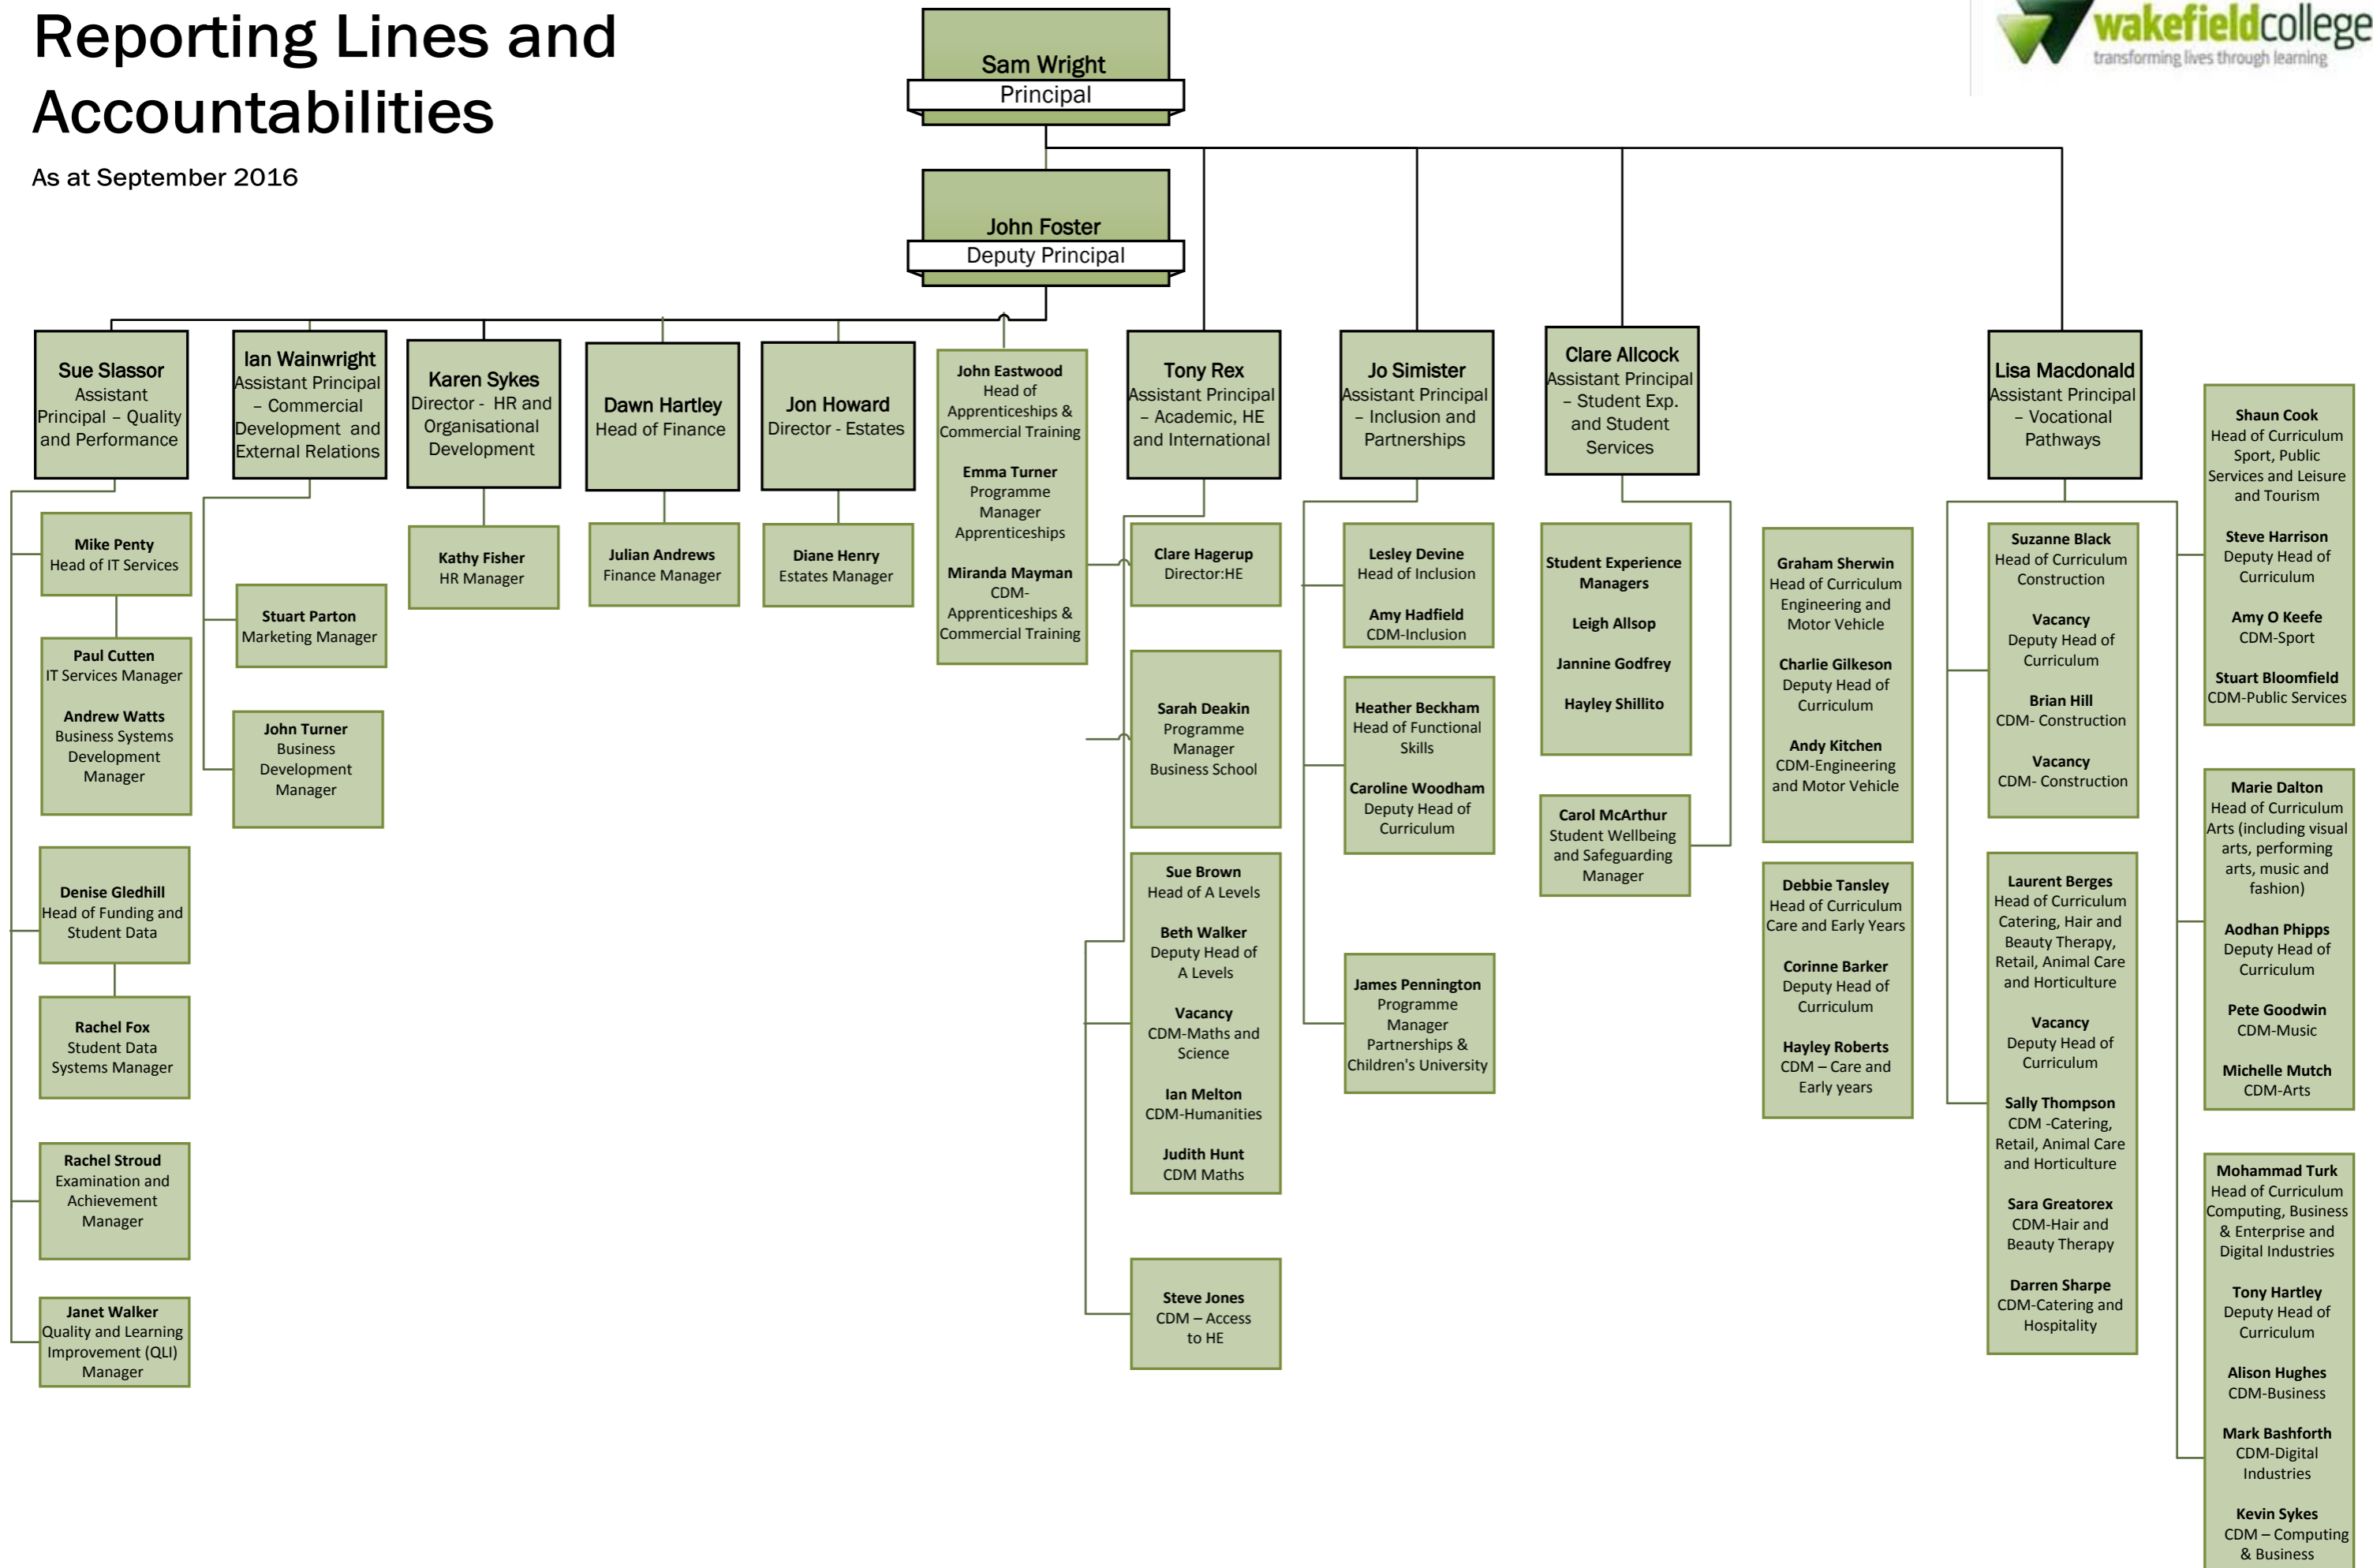 Reporting Lines and
Accountabilities
As at September 2016
wakefieldcollege
transforming lives through learning
Sam Wright
Principal
John Foster
Deputy Principal
Sue Slassor
Assistant
Principal – Quality
and Performance
Mike Penty
Head of IT Services
Paul Cutten
IT Services Manager
Andrew Watts
Business Systems
Development
Manager
Denise Gledhill
Head of Funding and
Student Data
Rachel Fox
Student Data
Systems Manager
Rachel Stroud
Examination and
Achievement
Manager
Janet Walker
Quality and Learning
Improvement (QLI)
Manager
Ian Wainwright
Assistant Principal
– Commercial
Development and
External Relations
Stuart Parton
Marketing Manager
John Turner
Business
Development
Manager
Karen Sykes
Director - HR and
Organisational
Development
Kathy Fisher
HR Manager
Dawn Hartley
Head of Finance
Julian Andrews
Finance Manager
Jon Howard
Director - Estates
Diane Henry
Estates Manager
John Eastwood
Head of
Apprenticeships &
Commercial Training
Emma Turner
Programme
Manager
Apprenticeships
Miranda Mayman
CDM-
Apprenticeships &
Commercial Training
Tony Rex
Assistant Principal
– Academic, HE
and International
Clare Hagerup
Director:HE
Sarah Deakin
Programme
Manager
Business School
Sue Brown
Head of A Levels
Beth Walker
Deputy Head of
A Levels
Vacancy
CDM-Maths and
Science
Ian Melton
CDM-Humanities
Judith Hunt
CDM Maths
Steve Jones
CDM – Access
to HE
Jo Simister
Assistant Principal
– Inclusion and
Partnerships
Lesley Devine
Head of Inclusion
Amy Hadfield
CDM-Inclusion
Heather Beckham
Head of Functional
Skills
Caroline Woodham
Deputy Head of
Curriculum
James Pennington
Programme
Manager
Partnerships &
Children's University
Clare Allcock
Assistant Principal
– Student Exp.
and Student
Services
Student Experience
Managers
Leigh Allsop
Jannine Godfrey
Hayley Shillito
Carol McArthur
Student Wellbeing
and Safeguarding
Manager
Graham Sherwin
Head of Curriculum
Engineering and
Motor Vehicle
Charlie Gilkeson
Deputy Head of
Curriculum
Andy Kitchen
CDM-Engineering
and Motor Vehicle
Debbie Tansley
Head of Curriculum
Care and Early Years
Corinne Barker
Deputy Head of
Curriculum
Hayley Roberts
CDM – Care and
Early years
Lisa Macdonald
Assistant Principal
– Vocational
Pathways
Suzanne Black
Head of Curriculum
Construction
Vacancy
Deputy Head of
Curriculum
Brian Hill
CDM- Construction
Vacancy
CDM- Construction
Laurent Berges
Head of Curriculum
Catering, Hair and
Beauty Therapy,
Retail, Animal Care
and Horticulture
Vacancy
Deputy Head of
Curriculum
Sally Thompson
CDM -Catering,
Retail, Animal Care
and Horticulture
Sara Greatorex
CDM-Hair and
Beauty Therapy
Darren Sharpe
CDM-Catering and
Hospitality
Shaun Cook
Head of Curriculum
Sport, Public
Services and Leisure
and Tourism
Steve Harrison
Deputy Head of
Curriculum
Amy O Keefe
CDM-Sport
Stuart Bloomfield
CDM-Public Services
Marie Dalton
Head of Curriculum
Arts (including visual
arts, performing
arts, music and
fashion)
Aodhan Phipps
Deputy Head of
Curriculum
Pete Goodwin
CDM-Music
Michelle Mutch
CDM-Arts
Mohammad Turk
Head of Curriculum
Computing, Business
& Enterprise and
Digital Industries
Tony Hartley
Deputy Head of
Curriculum
Alison Hughes
CDM-Business
Mark Bashforth
CDM-Digital
Industries
Kevin Sykes
CDM – Computing
& Business